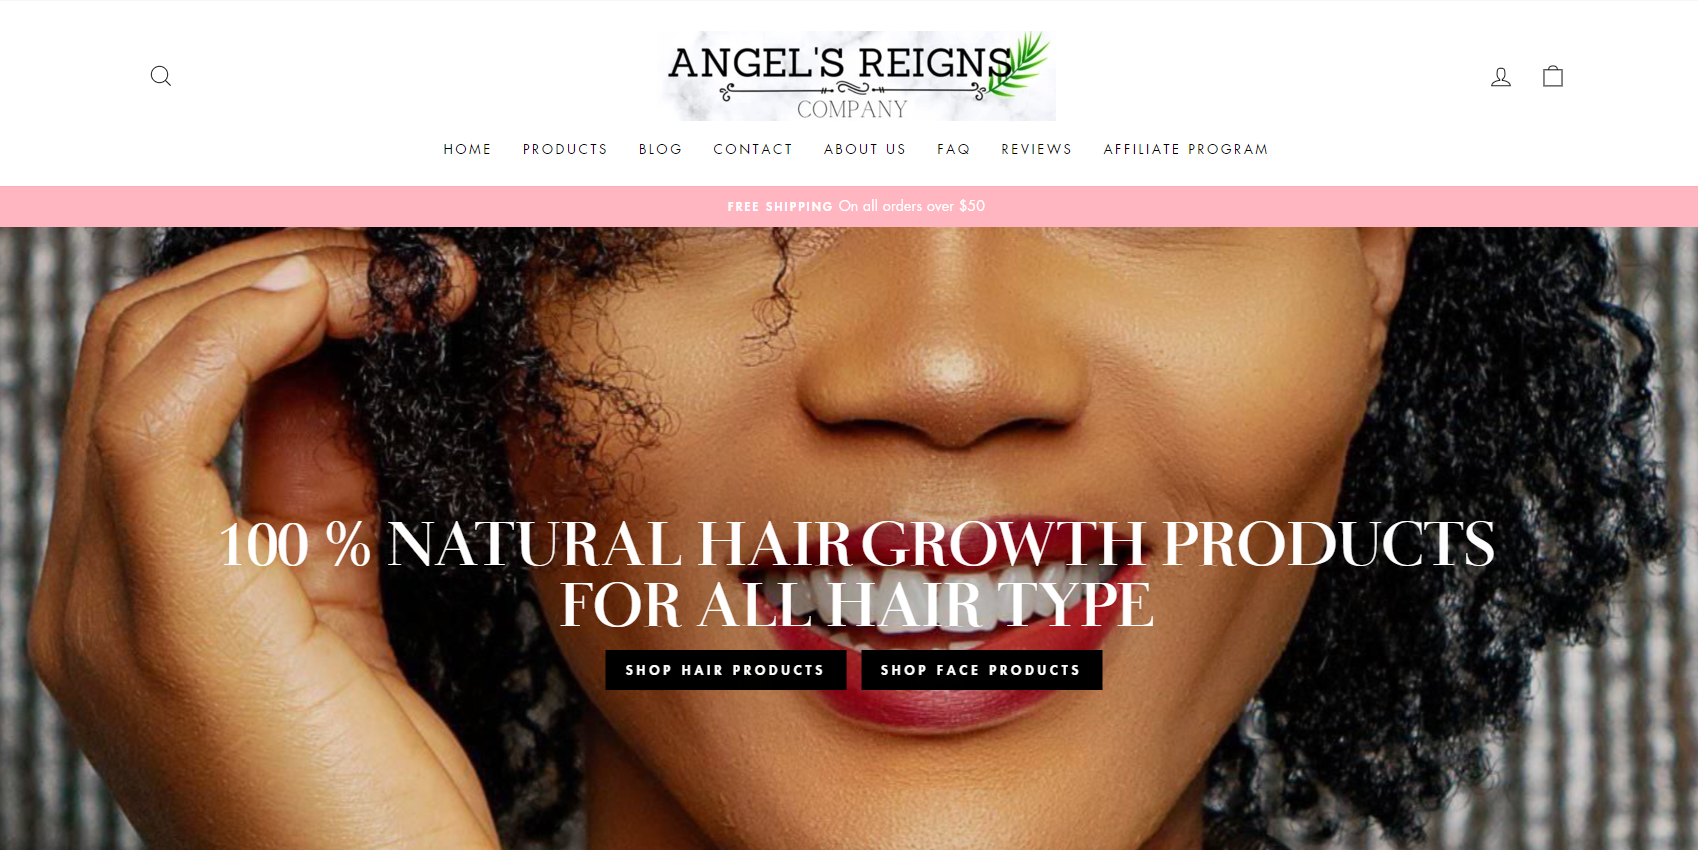 ANGEL'S REIGNS
COMPANY
HOME PRODUCTS BLOG CONTACT ABOUT US FAQ REVIEWS AFFILIATE PROGRAM
FREE SHIPPING On all orders over $50
100 % NATURAL HAIR GROWTH PRODUCTS
FOR ALL HAIR TYPE
SHOP HAIR PRODUCTS SHOP FACE PRODUCTS